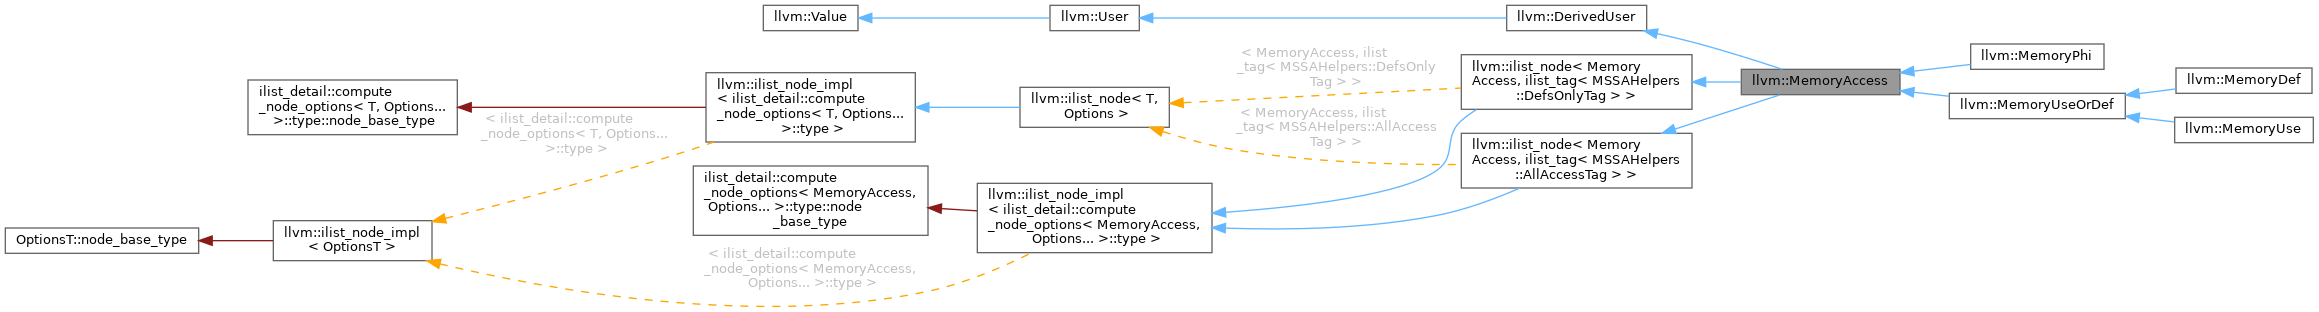 llvm::Value
llvm::User
llvm::DerivedUser
< MemoryAccess, ilist
_tag< MSSAHelpers::DefsOnly
Tag > >
llvm::MemoryPhi
llvm::ilist_node< Memory
Access, ilist_tag< MSSAHelpers
::DefsOnlyTag > >
llvm::MemoryAccess
llvm::MemoryDef
ilist_detail::compute
_node_options< T, Options...
>::type::node_base_type
llvm::ilist_node_impl
< ilist_detail::compute
_node_options< T, Options...
>::type >
llvm::ilist_node< T,
Options >
llvm::MemoryUseOrDef
< ilist_detail::compute
_node_options< T, Options...
>::type >
< MemoryAccess, ilist
_tag< MSSAHelpers::AllAccess
Tag > >
llvm::MemoryUse
llvm::ilist_node< Memory
Access, ilist_tag< MSSAHelpers
::AllAccessTag > >
ilist_detail::compute
_node_options< MemoryAccess,
Options... >::type::node
_base_type
llvm::ilist_node_impl
< ilist_detail::compute
_node_options< MemoryAccess,
Options... >::type >
OptionsT::node_base_type
llvm::ilist_node_impl
< OptionsT >
< ilist_detail::compute
_node_options< MemoryAccess,
Options... >::type >